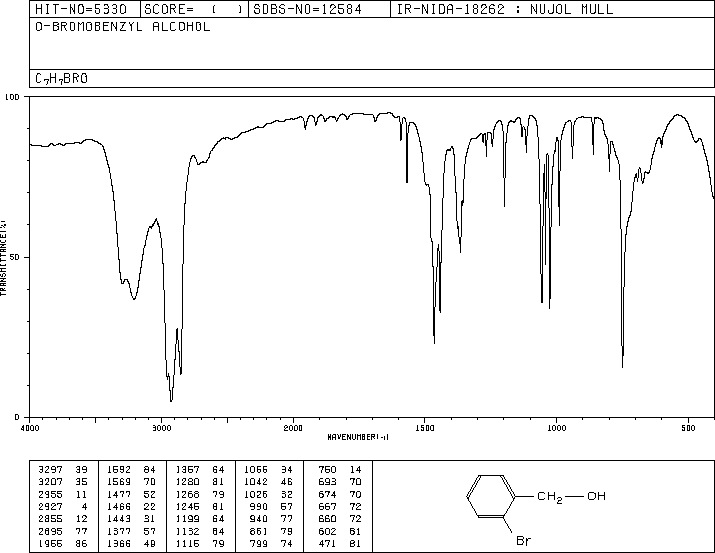 HIT-NO=5330 SCORE= ( ) SDBS-NO=12584 IR-NIDA-18262 : NUJOL MULL
O-BROMOBENZYL ALCOHOL
C7H7BRO
100
TRANSMITTANCE(%)
50
0
4000 3000 2000 1500 1000 500
WAVENUMBER(-1)
3297 39 1592 84 1357 64 1055 34 750 14
3207 35 1569 70 1280 81 1042 46 693 70
2955 11 1477 52 1268 79 1026 32 674 70
2927 4 1466 22 1245 81 990 57 667 72
2855 12 1443 31 1199 64 940 77 660 72
2695 77 1377 57 1132 84 861 79 602 81
1955 86 1366 49 1115 79 799 74 471 81
CH2 OH
Br